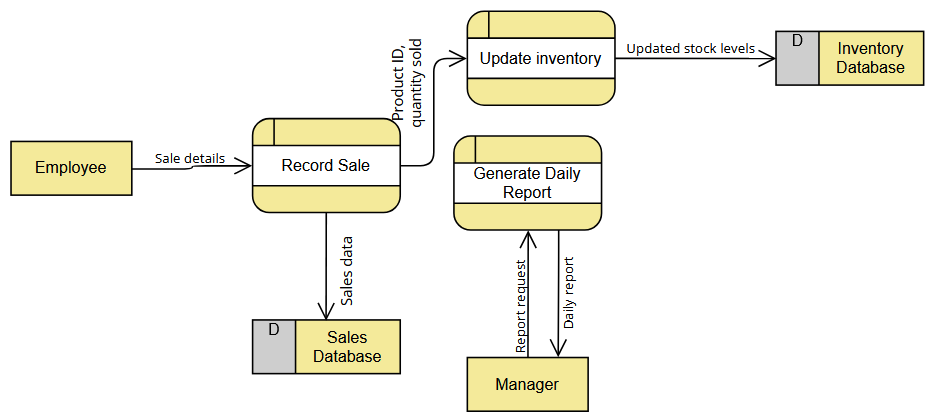 Product ID,
quantity sold
Update inventory
Updated stock levels
D
Inventory
Database
Employee
Sale details
Record Sale
Generate Daily
Report
Sales data
Report request
Daily report
D
Sales
Database
Manager